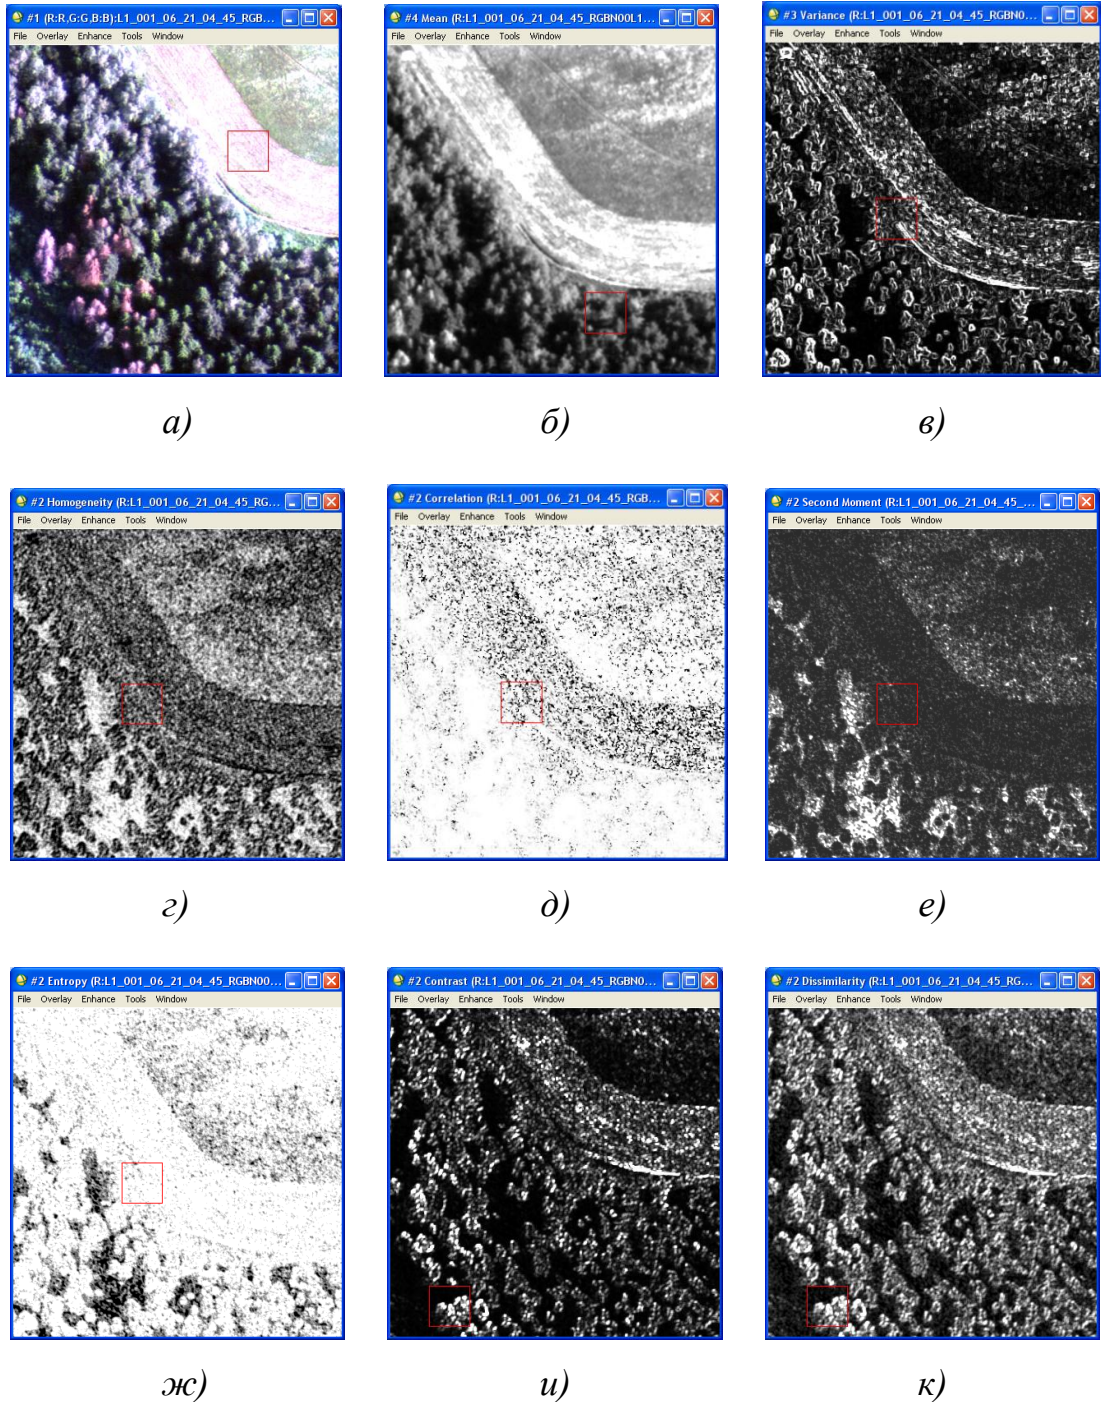 #1 (R:R,G:G,B:B):L1_001_06_21_04_45_RGB...
File Overlay Enhance Tools Window
#4 Mean (R:L1_001_06_21_04_45_RGBN00L1...
File Overlay Enhance Tools Window
#3 Variance (R:L1_001_06_21_04_45_RGBN0...
File Overlay Enhance Tools Window
а)
б)
в)
#2 Homogeneity (R:L1_001_06_21_04_45_RG...
File Overlay Enhance Tools Window
#2 Correlation (R:L1_001_06_21_04_45_RGB...
File Overlay Enhance Tools Window
#2 Second Moment (R:L1_001_06_21_04_45_...
File Overlay Enhance Tools Window
г)
д)
е)
#2 Entropy (R:L1_001_06_21_04_45_RGBN00...
File Overlay Enhance Tools Window
#2 Contrast (R:L1_001_06_21_04_45_RGBN0...
File Overlay Enhance Tools Window
#2 Dissimilarity (R:L1_001_06_21_04_45_RG...
File Overlay Enhance Tools Window
ж)
и)
к)